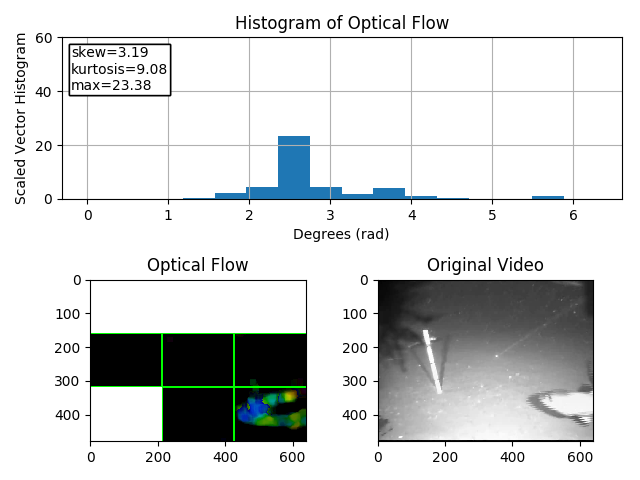 Histogram of Optical Flow
Scaled Vector Histogram
60
40
20
0
skew=3.19
kurtosis=9.08
max=23.38
0 1 2 3 4 5 6
Degrees (rad)
Optical Flow
0
100
200
300
400
0 200 400 600
Original Video
0
100
200
300
400
0 200 400 600